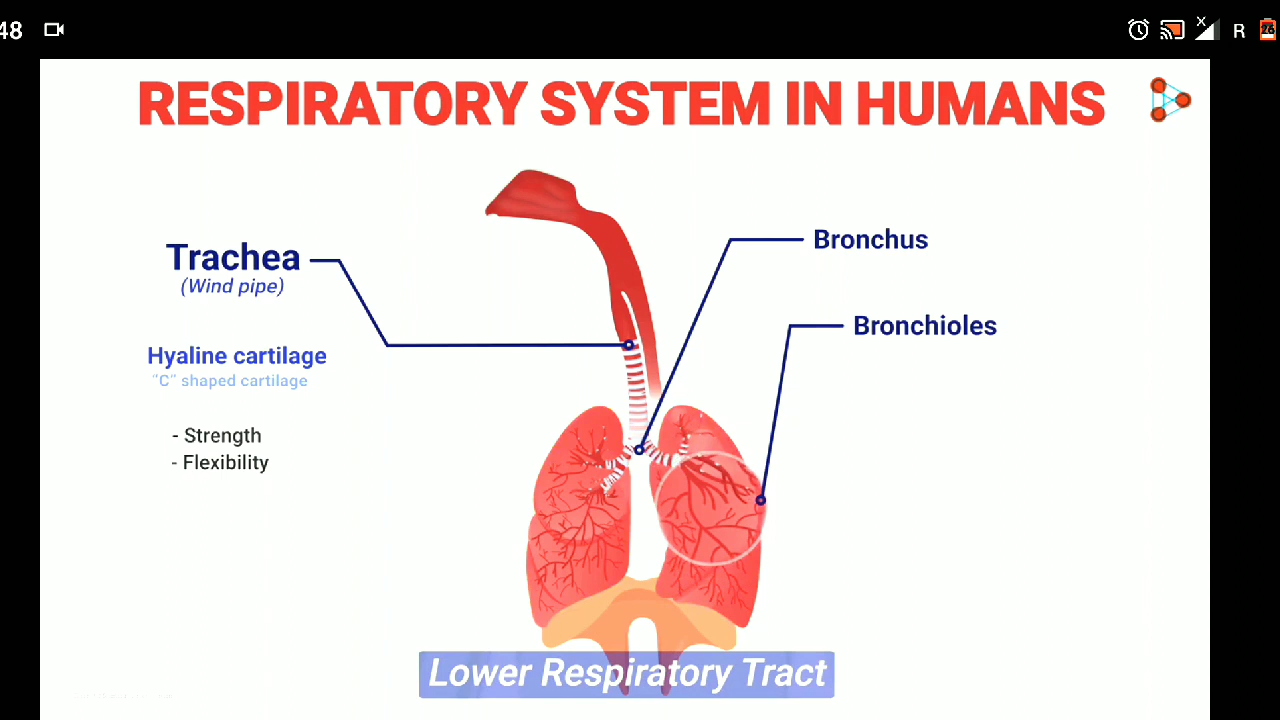 48
R
26
RESPIRATORY SYSTEM IN HUMANS
Trachea
(Wind pipe)
Hyaline cartilage
"C" shaped cartilage
- Strength
- Flexibility
Bronchus
Bronchioles
Lower Respiratory Tract